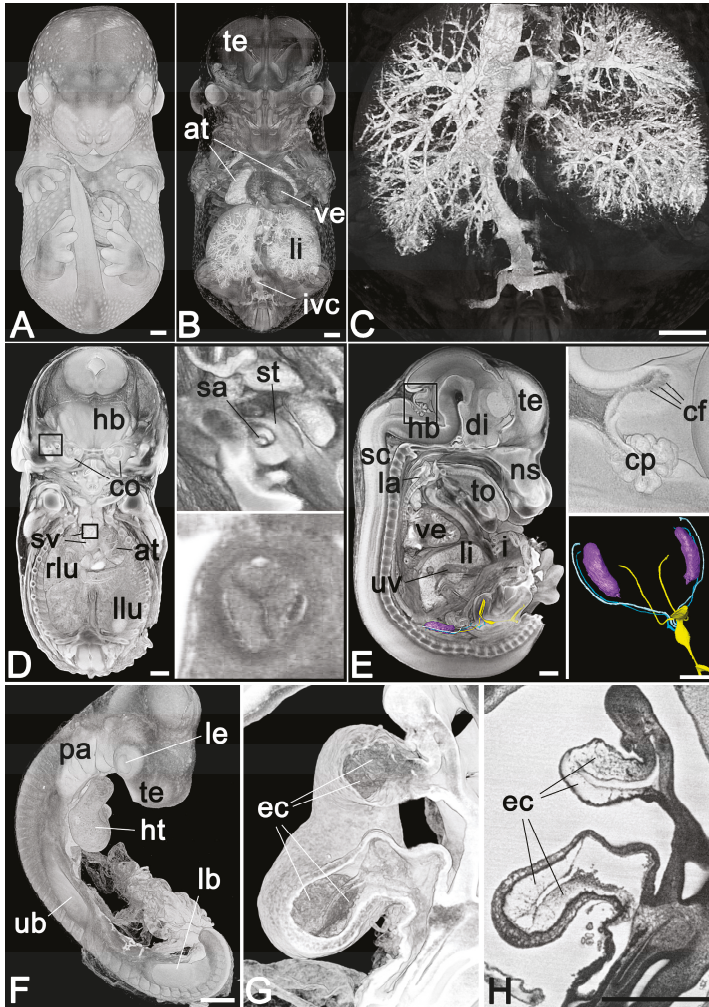 te
at
ve
li
ivc
A
B
C
hb
co
sv
at
rlu
llu
D
sa
st
hb
di
te
sc
la
ns
to
ve
li
i
uv
E
cf
cp
le
pa
te
ht
lb
ub
F
ec
G
ec
H